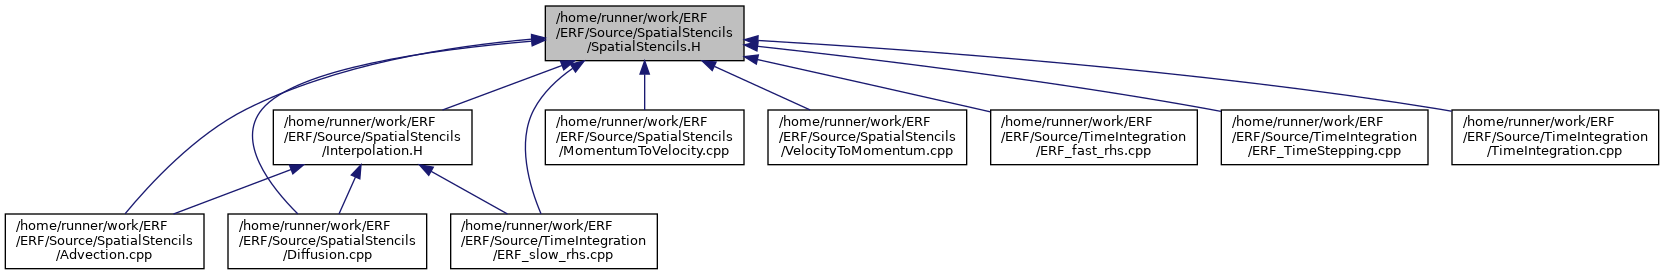 /home/runner/work/ERF
/ERF/Source/SpatialStencils
/SpatialStencils.H
/home/runner/work/ERF
/ERF/Source/SpatialStencils
/Interpolation.H
/home/runner/work/ERF
/ERF/Source/SpatialStencils
/MomentumToVelocity.cpp
/home/runner/work/ERF
/ERF/Source/SpatialStencils
/VelocityToMomentum.cpp
/home/runner/work/ERF
/ERF/Source/TimeIntegration
/ERF_fast_rhs.cpp
/home/runner/work/ERF
/ERF/Source/TimeIntegration
/ERF_TimeStepping.cpp
/home/runner/work/ERF
/ERF/Source/TimeIntegration
/TimeIntegration.cpp
/home/runner/work/ERF
/ERF/Source/SpatialStencils
/Advection.cpp
/home/runner/work/ERF
/ERF/Source/SpatialStencils
/Diffusion.cpp
/home/runner/work/ERF
/ERF/Source/TimeIntegration
/ERF_slow_rhs.cpp